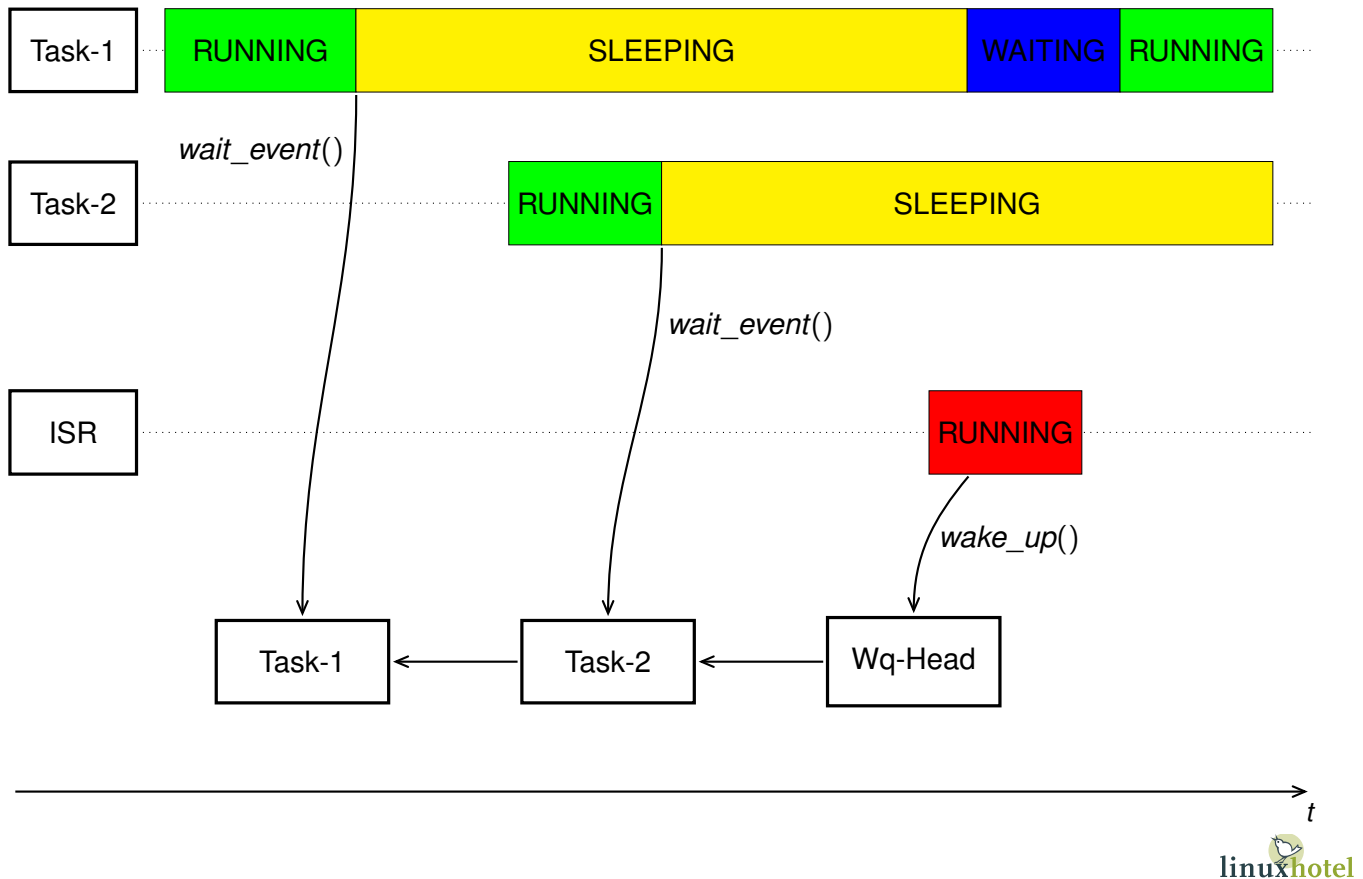 Task-1 RUNNING SLEEPING WAITING RUNNING
wait_event()
Task-2 RUNNING SLEEPING
wait_event()
ISR RUNNING
wake_up()
Task-1 Task-2 Wq-Head
t
linuxhotel